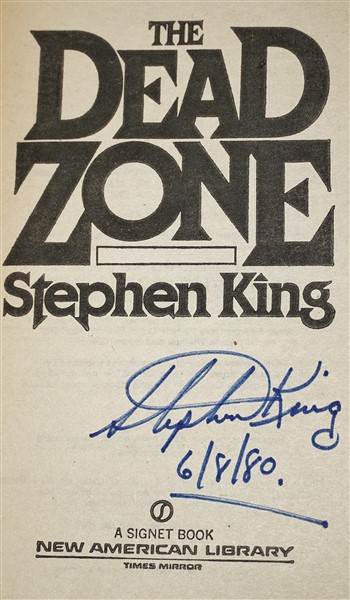 THE
DEAD
ZONE
Stephen King
Stephen King
6/8/80.
S
A SIGNET BOOK
NEW AMERICAN LIBRARY
TIMES MIRROR